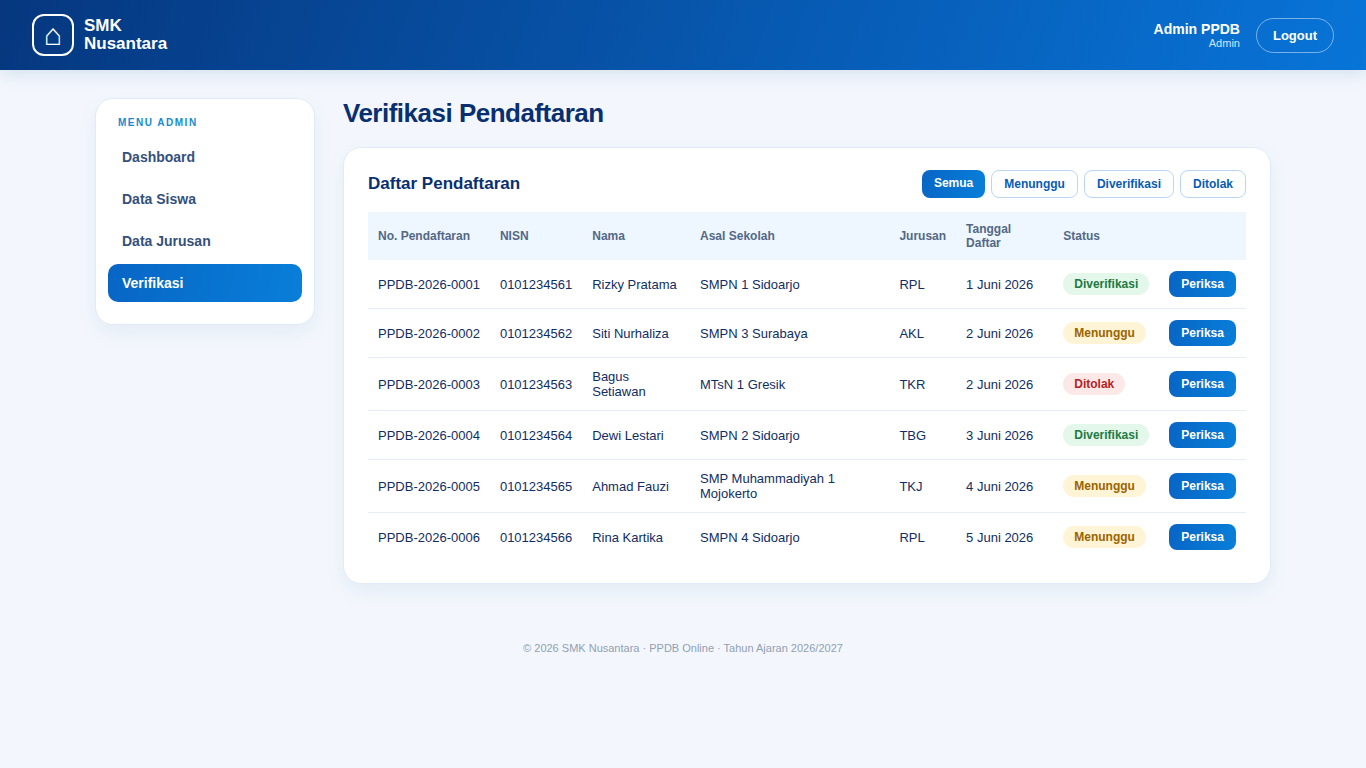 SMK
Nusantara
Admin PPDB
Admin
Logout
MENU ADMIN
Dashboard
Data Siswa
Data Jurusan
Verifikasi
Verifikasi Pendaftaran
Daftar Pendaftaran
Semua Menunggu Diverifikasi Ditolak
No. Pendaftaran NISN Nama Asal Sekolah Jurusan Tanggal Daftar Status
PPDB-2026-0001 0101234561 Rizky Pratama SMPN 1 Sidoarjo RPL 1 Juni 2026 Diverifikasi Periksa
PPDB-2026-0002 0101234562 Siti Nurhaliza SMPN 3 Surabaya AKL 2 Juni 2026 Menunggu Periksa
PPDB-2026-0003 0101234563 Bagus Setiawan MTsN 1 Gresik TKR 2 Juni 2026 Ditolak Periksa
PPDB-2026-0004 0101234564 Dewi Lestari SMPN 2 Sidoarjo TBG 3 Juni 2026 Diverifikasi Periksa
PPDB-2026-0005 0101234565 Ahmad Fauzi SMP Muhammadiyah 1 Mojokerto TKJ 4 Juni 2026 Menunggu Periksa
PPDB-2026-0006 0101234566 Rina Kartika SMPN 4 Sidoarjo RPL 5 Juni 2026 Menunggu Periksa
© 2026 SMK Nusantara · PPDB Online · Tahun Ajaran 2026/2027